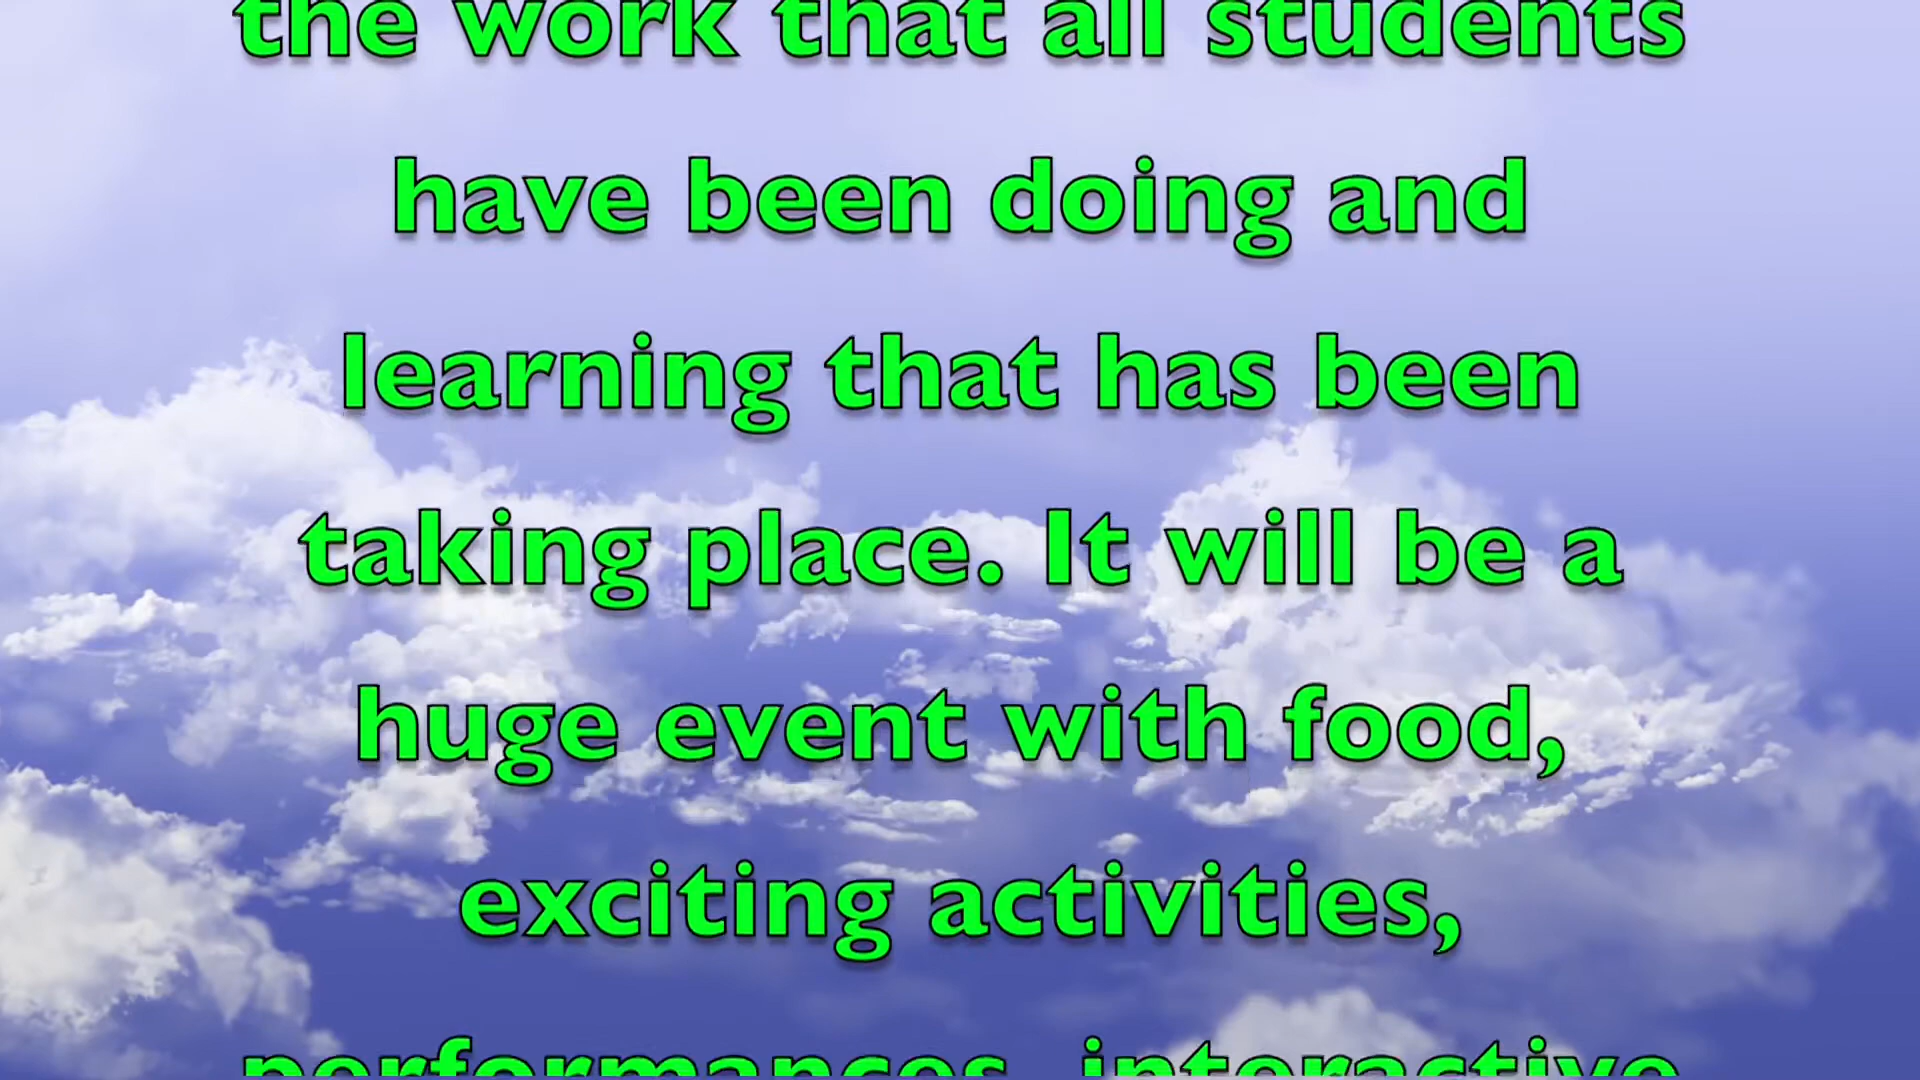 the work that all students
have been doing and
learning that has been
taking place. It will be a
huge event with food,
exciting activities,
performances, interactive